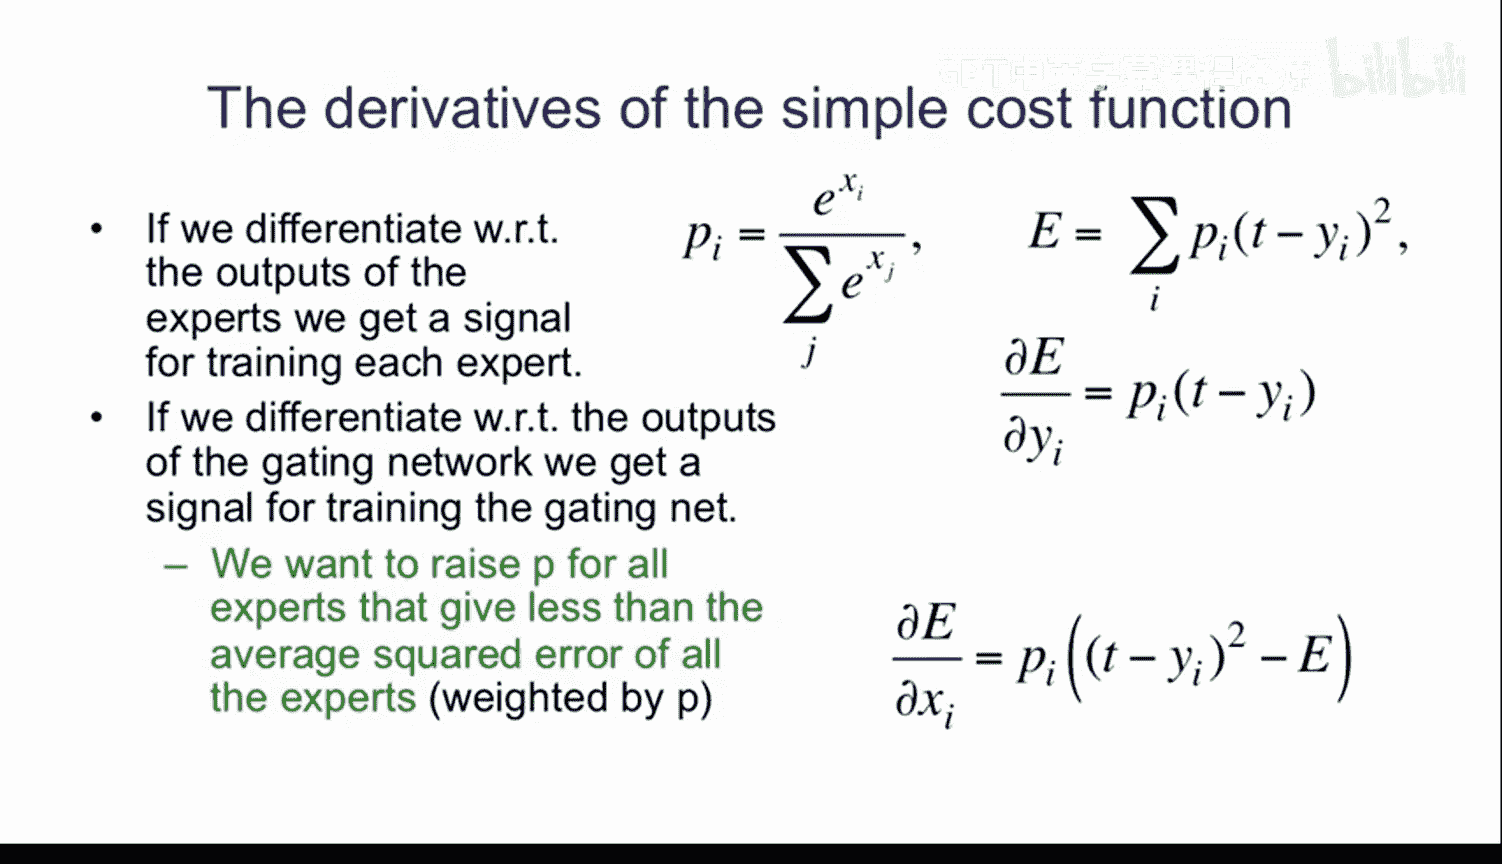 The derivatives of the simple cost function
• If we differentiate w.r.t.
the outputs of the
experts we get a signal
for training each expert.
p_i = e^{x_i} / ∑_j e^{x_j},
E = ∑_i p_i(t − y_i)²,
∂E/∂y_i = p_i(t − y_i)
• If we differentiate w.r.t. the outputs
of the gating network we get a
signal for training the gating net.
– We want to raise p for all
experts that give less than the
average squared error of all
the experts (weighted by p)
∂E/∂x_i = p_i((t − y_i)² − E)
bilibili